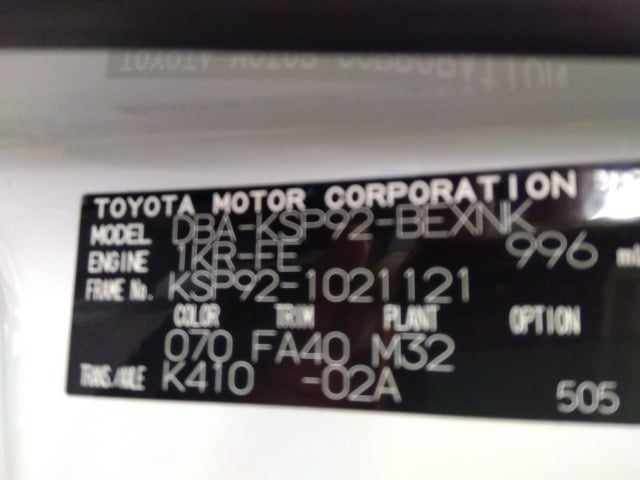 TOYOTA MOTOR CORPORATION
MODEL DBA-KSP92-BEXNK
ENGINE 1KR-FE 996
FRAME No. KSP92-1021121
COLOR TRIM PLANT OPTION
070 FA40 M32
TRANS./AXLE K410 -02A 505